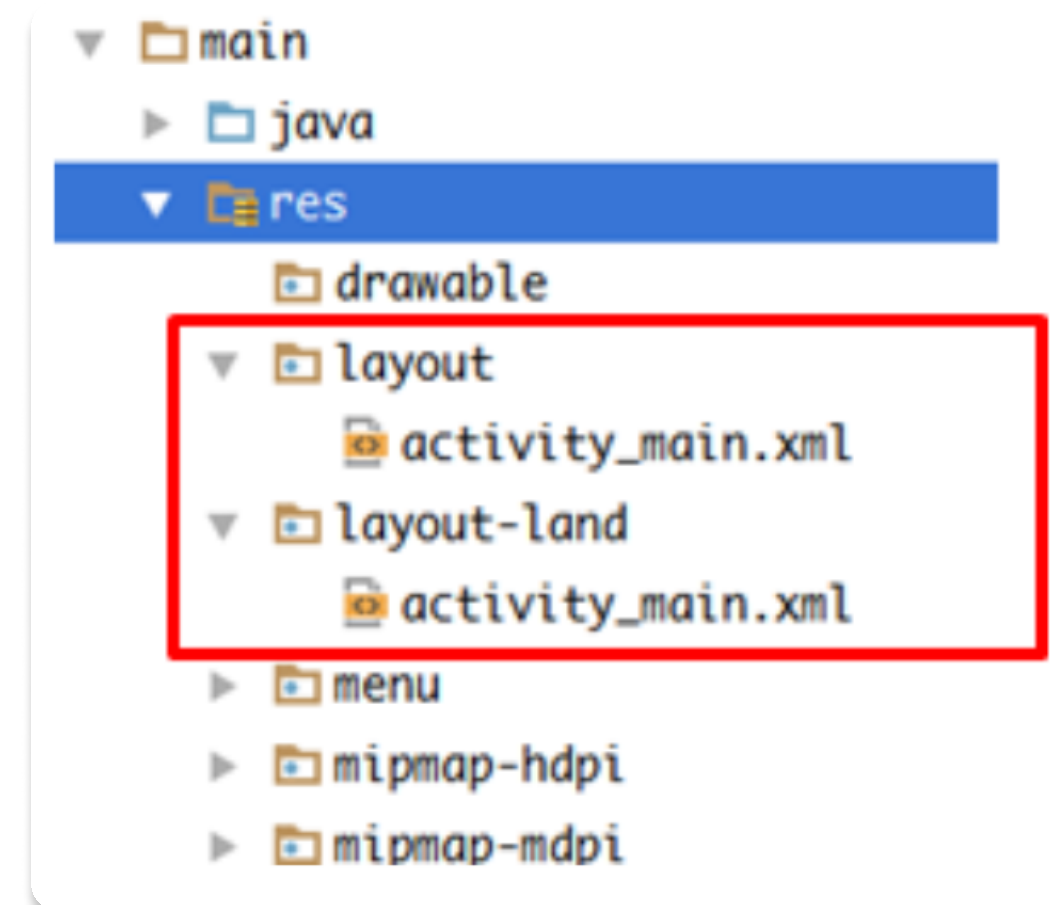 main
java
res
drawable
layout
activity_main.xml
layout-land
activity_main.xml
menu
mipmap-hdpi
mipmap-mdpi